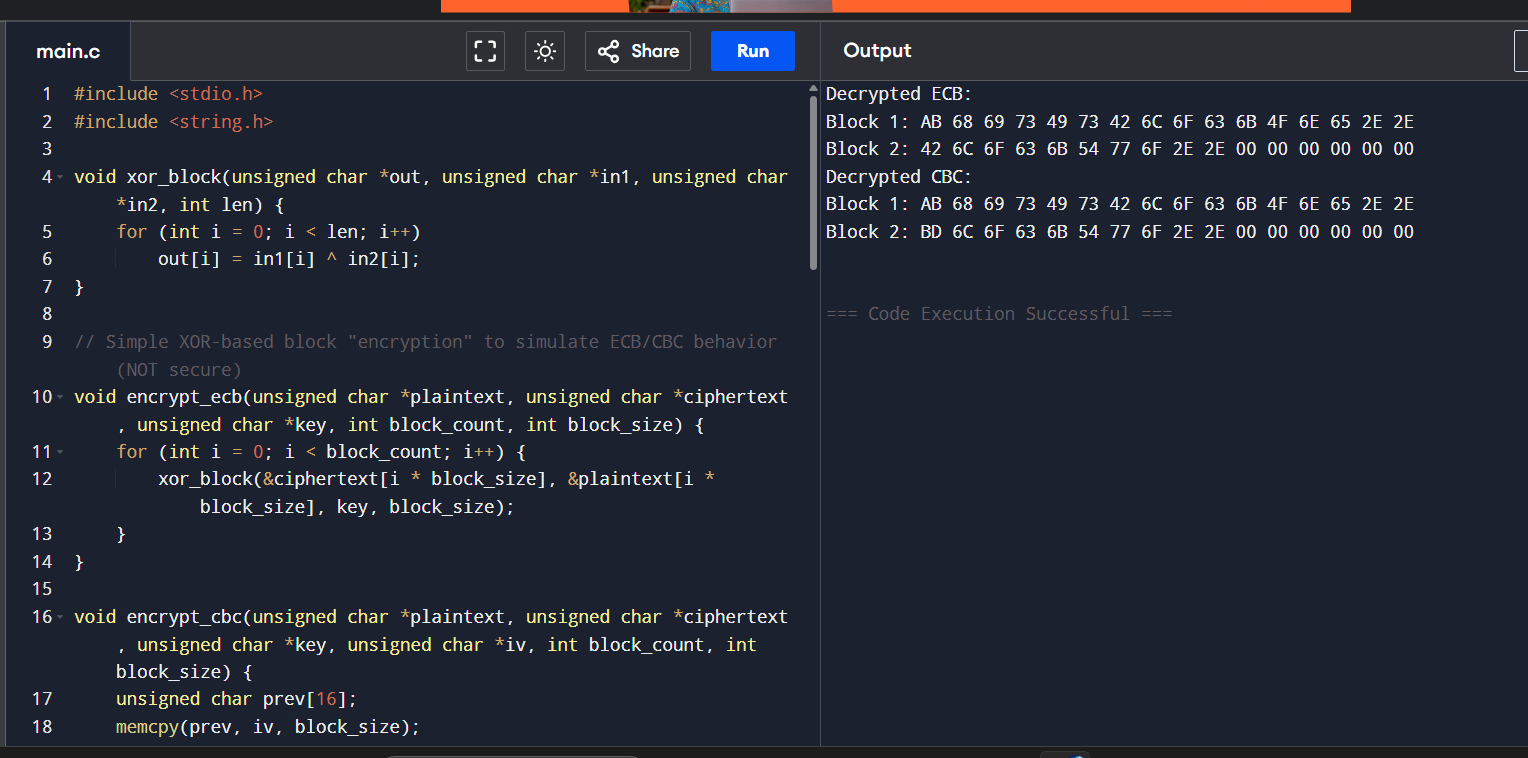 main.c
Share
Run
Output
1 #include <stdio.h>
2 #include <string.h>
3
4 void xor_block(unsigned char *out, unsigned char *in1, unsigned char
*in2, int len) {
5 for (int i = 0; i < len; i++)
6 out[i] = in1[i] ^ in2[i];
7 }
8
9 // Simple XOR-based block "encryption" to simulate ECB/CBC behavior
(NOT secure)
10 void encrypt_ecb(unsigned char *plaintext, unsigned char *ciphertext
, unsigned char *key, int block_count, int block_size) {
11 for (int i = 0; i < block_count; i++) {
12 xor_block(&ciphertext[i * block_size], &plaintext[i *
block_size], key, block_size);
13 }
14 }
15
16 void encrypt_cbc(unsigned char *plaintext, unsigned char *ciphertext
, unsigned char *key, unsigned char *iv, int block_count, int
block_size) {
17 unsigned char prev[16];
18 memcpy(prev, iv, block_size);
Decrypted ECB:
Block 1: AB 68 69 73 49 73 42 6C 6F 63 6B 4F 6E 65 2E 2E
Block 2: 42 6C 6F 63 6B 54 77 6F 2E 2E 00 00 00 00 00 00
Decrypted CBC:
Block 1: AB 68 69 73 49 73 42 6C 6F 63 6B 4F 6E 65 2E 2E
Block 2: BD 6C 6F 63 6B 54 77 6F 2E 2E 00 00 00 00 00 00
=== Code Execution Successful ===